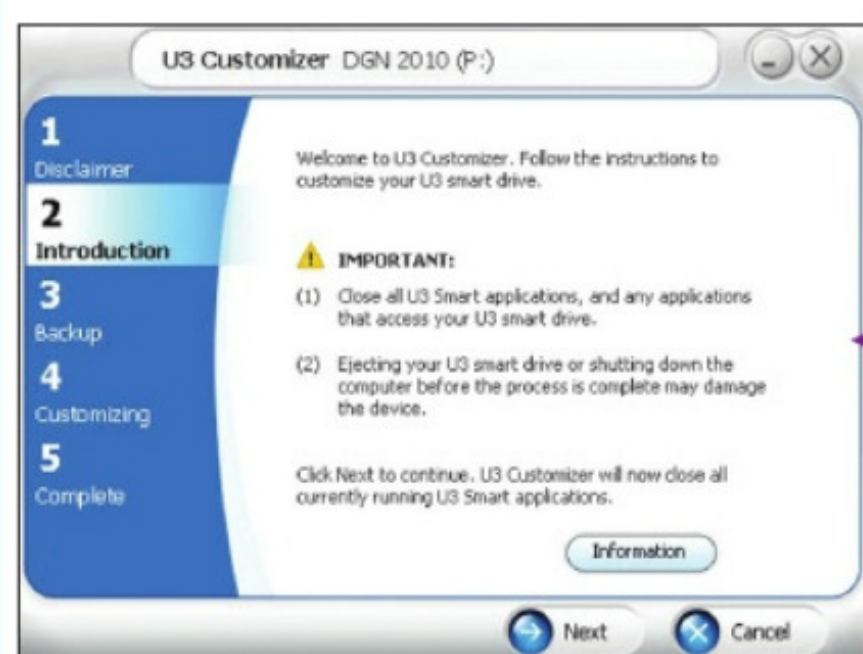 U3 Customizer DGN 2010 (P:)
1
Disclaimer
2
Introduction
3
Backup
4
Customizing
5
Complete
Welcome to U3 Customizer. Follow the instructions to
customize your U3 smart drive.
IMPORTANT:
(1) Close all U3 Smart applications, and any applications
that access your U3 smart drive.
(2) Ejecting your U3 smart drive or shutting down the
computer before the process is complete may damage
the device.
Click Next to continue. U3 Customizer will now close all
currently running U3 Smart applications.
Information
Next
Cancel